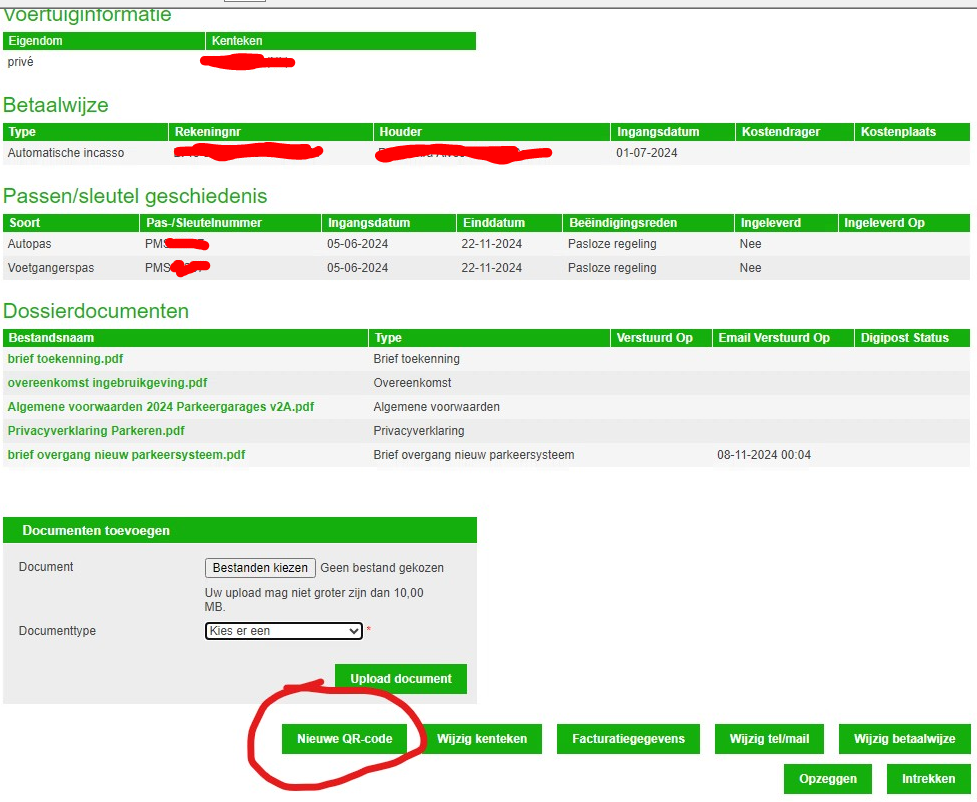 Voertuiginformatie
Eigendom Kenteken
privé
Betaalwijze
Type Rekeningnr Houder Ingangsdatum Kostendrager Kostenplaats
Automatische incasso 01-07-2024
Passen/sleutel geschiedenis
Soort Pas-/Sleutelnummer Ingangsdatum Einddatum Beëindigingsreden Ingeleverd Ingeleverd Op
Autopas PMS 05-06-2024 22-11-2024 Pasloze regeling Nee
Voetgangerspas PMS 05-06-2024 22-11-2024 Pasloze regeling Nee
Dossierdocumenten
Bestandsnaam Type Verstuurd Op Email Verstuurd Op Digipost Status
brief toekenning.pdf Brief toekenning
overeenkomst ingebruikgeving.pdf Overeenkomst
Algemene voorwaarden 2024 Parkeergarages v2A.pdf Algemene voorwaarden
Privacyverklaring Parkeren.pdf Privacyverklaring
brief overgang nieuw parkeersysteem.pdf Brief overgang nieuw parkeersysteem 08-11-2024 00:04
Documenten toevoegen
Document Bestanden kiezen Geen bestand gekozen
Uw upload mag niet groter zijn dan 10,00
MB.
Documenttype Kies er een *
Upload document
Nieuwe QR-code Wijzig kenteken Facturatiegegevens Wijzig tel/mail Wijzig betaalwijze
Opzeggen Intrekken